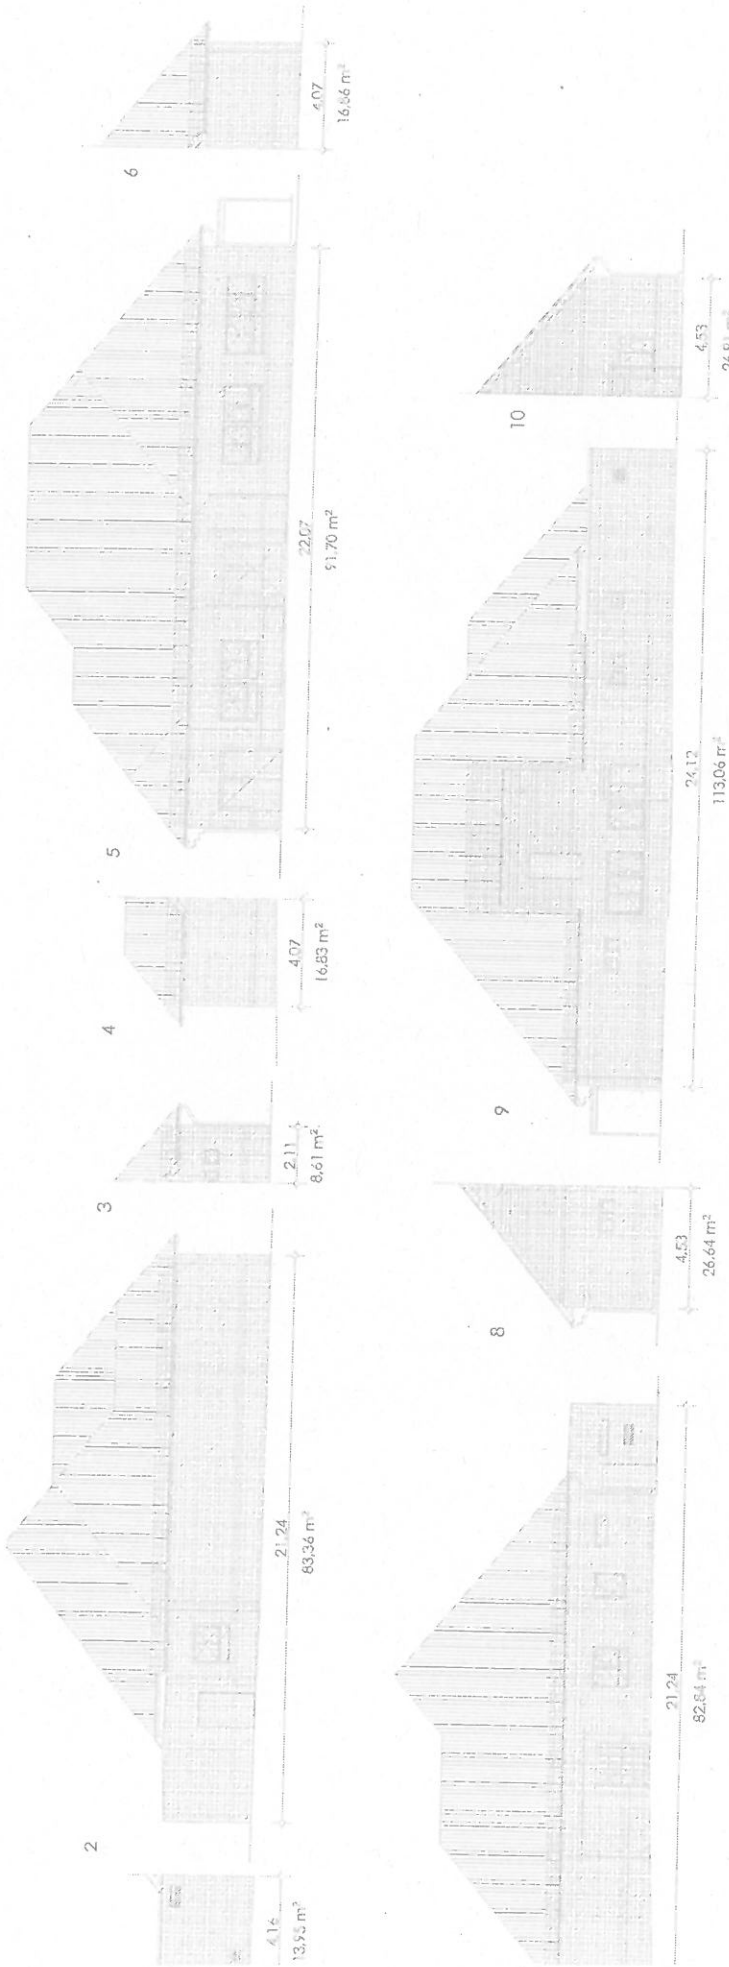 4,16
13,95 m²
2
21,24
83,36 m²
3
2,11
8,61 m²
4
4,07
16,83 m²
5
22,07
91,70 m²
6
4,07
16,86 m²
21,24
82,84 m²
8
4,53
26,64 m²
9
24,12
113,06 m²
10
4,53